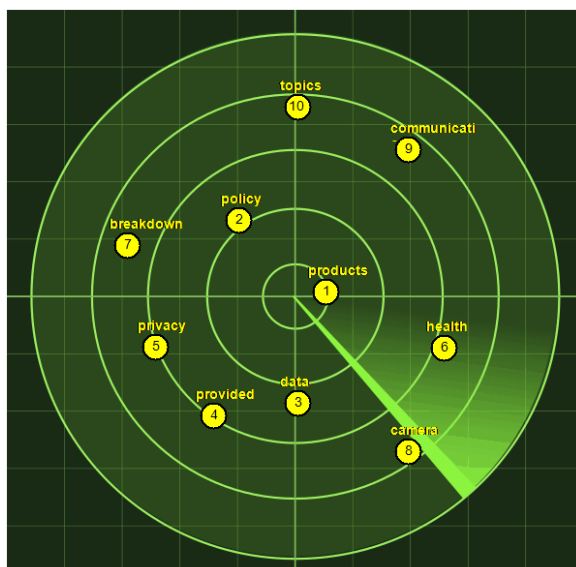 topics
10
communicati
9
policy
2
breakdown
7
products
1
privacy
5
health
6
data
3
provided
4
camera
8